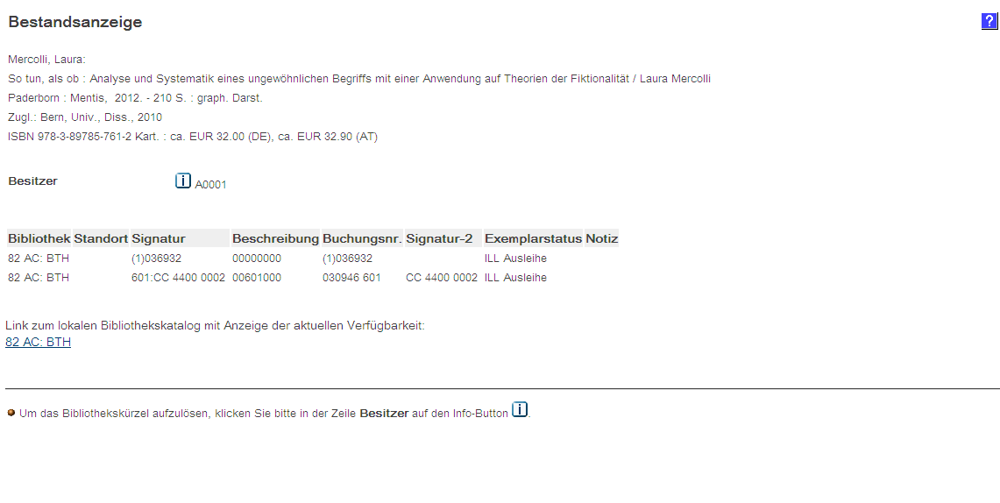 Bestandsanzeige
?
Mercolli, Laura:
So tun, als ob : Analyse und Systematik eines ungewöhnlichen Begriffs mit einer Anwendung auf Theorien der Fiktionalität / Laura Mercolli
Paderborn : Mentis, 2012. - 210 S. : graph. Darst.
Zugl.: Bern, Univ., Diss., 2010
ISBN 978-3-89785-761-2 Kart. : ca. EUR 32.00 (DE), ca. EUR 32.90 (AT)
Besitzer i A0001
Bibliothek Standort Signatur Beschreibung Buchungsnr. Signatur-2 Exemplarstatus Notiz
82 AC: BTH (1)036932 00000000 (1)036932 ILL Ausleihe
82 AC: BTH 601:CC 4400 0002 00601000 030946 601 CC 4400 0002 ILL Ausleihe
Link zum lokalen Bibliothekskatalog mit Anzeige der aktuellen Verfügbarkeit:
82 AC: BTH
Um das Bibliothekskürzel aufzulösen, klicken Sie bitte in der Zeile Besitzer auf den Info-Button i.